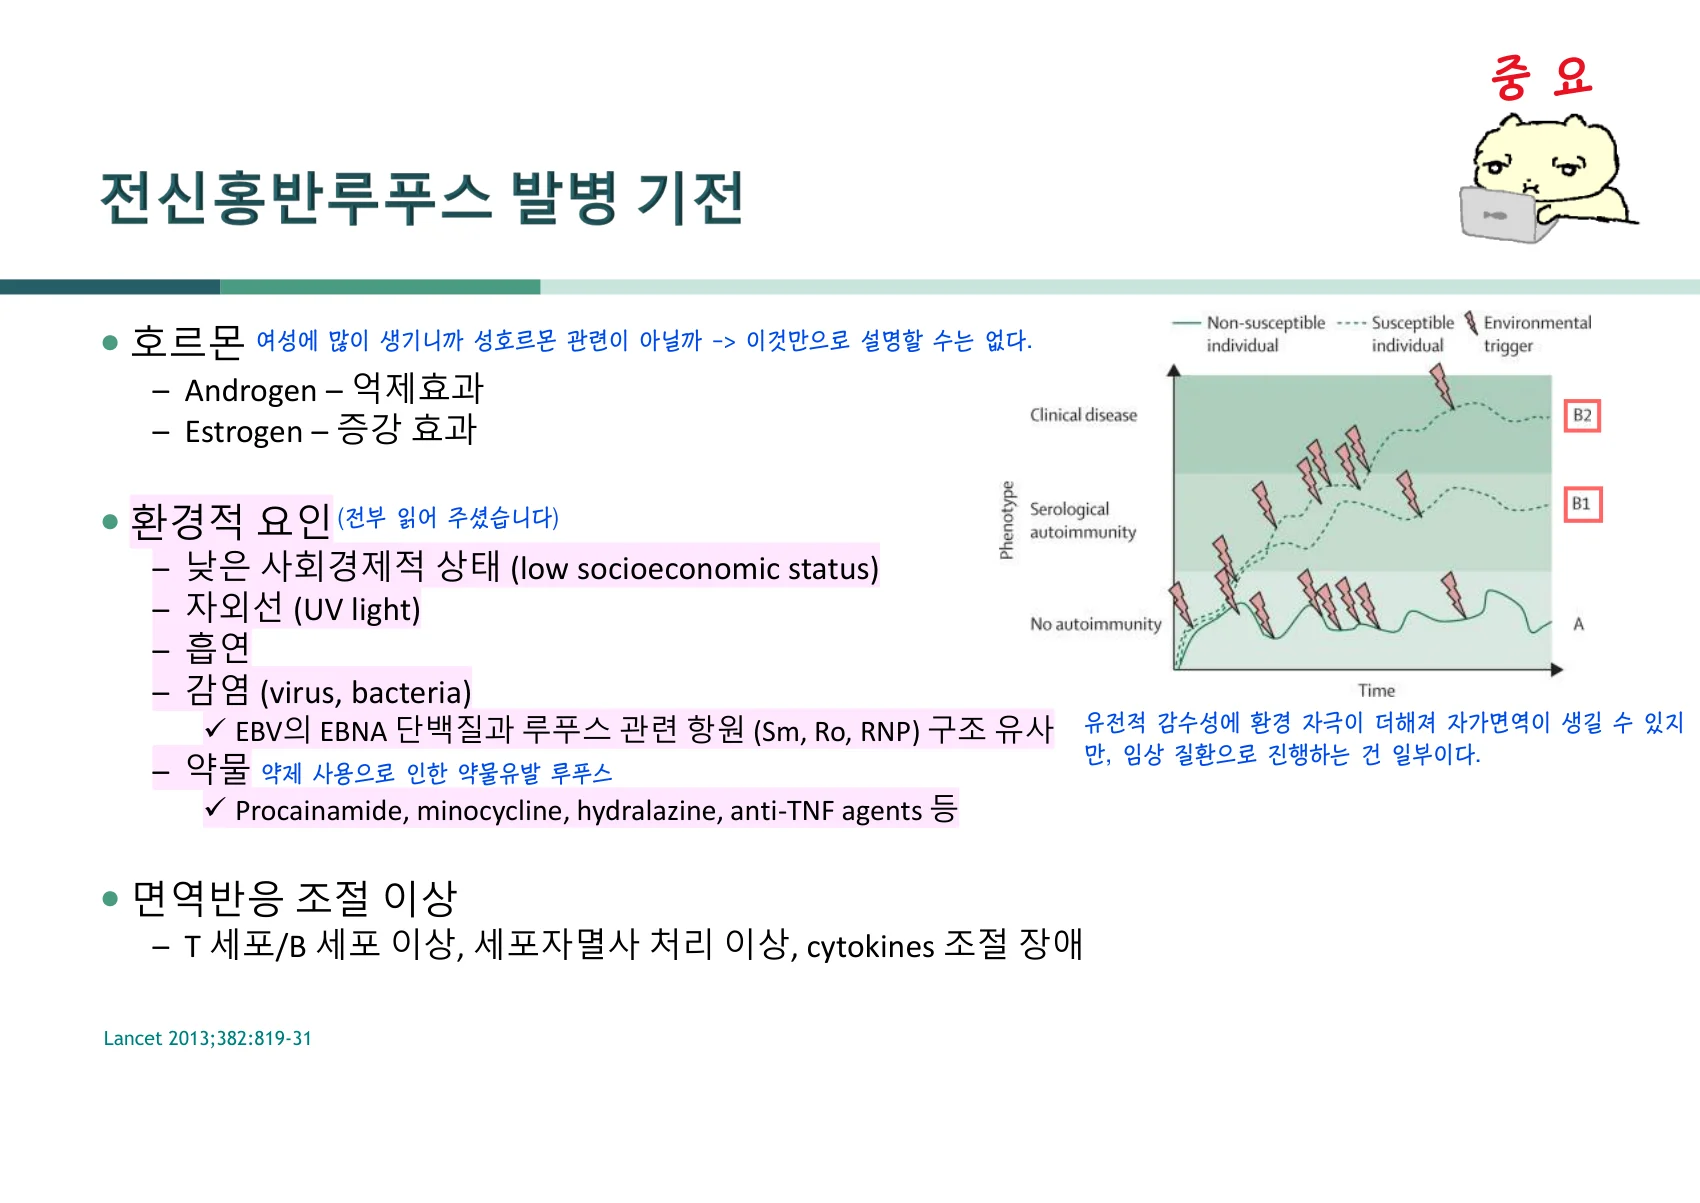 중 요
전신홍반루푸스 발병 기전
• 호르몬 여성에 많이 생기니까 성호르몬 관련이 아닐까 -> 이것만으로 설명할 수는 없다.
– Androgen – 억제효과
– Estrogen – 증강 효과
• 환경적 요인 (전부 읽어 주셨습니다)
– 낮은 사회경제적 상태 (low socioeconomic status)
– 자외선 (UV light)
– 흡연
– 감염 (virus, bacteria)
✓ EBV의 EBNA 단백질과 루푸스 관련 항원 (Sm, Ro, RNP) 구조 유사
– 약물 약제 사용으로 인한 약물유발 루푸스
✓ Procainamide, minocycline, hydralazine, anti-TNF agents 등
• 면역반응 조절 이상
– T 세포/B 세포 이상, 세포자멸사 처리 이상, cytokines 조절 장애
Lancet 2013;382:819-31
Non-susceptible individual
Susceptible individual
Environmental trigger
Phenotype
Clinical disease
B2
Serological autoimmunity
B1
No autoimmunity
A
Time
유전적 감수성에 환경 자극이 더해져 자가면역이 생길 수 있지
만, 임상 질환으로 진행하는 건 일부이다.